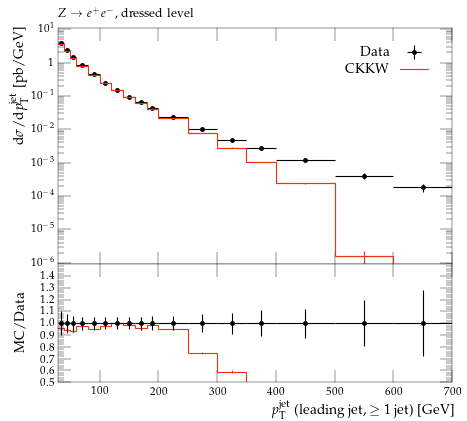 Z → e⁺e⁻, dressed level
dσ/dp_T^jet [pb/GeV]
10¹
1
10⁻¹
10⁻²
10⁻³
10⁻⁴
10⁻⁵
10⁻⁶
Data
CKKW
MC/Data
1.4
1.3
1.2
1.1
1.0
0.9
0.8
0.7
0.6
0.5
100 200 300 400 500 600 700
p_T^jet (leading jet, ≥ 1 jet) [GeV]